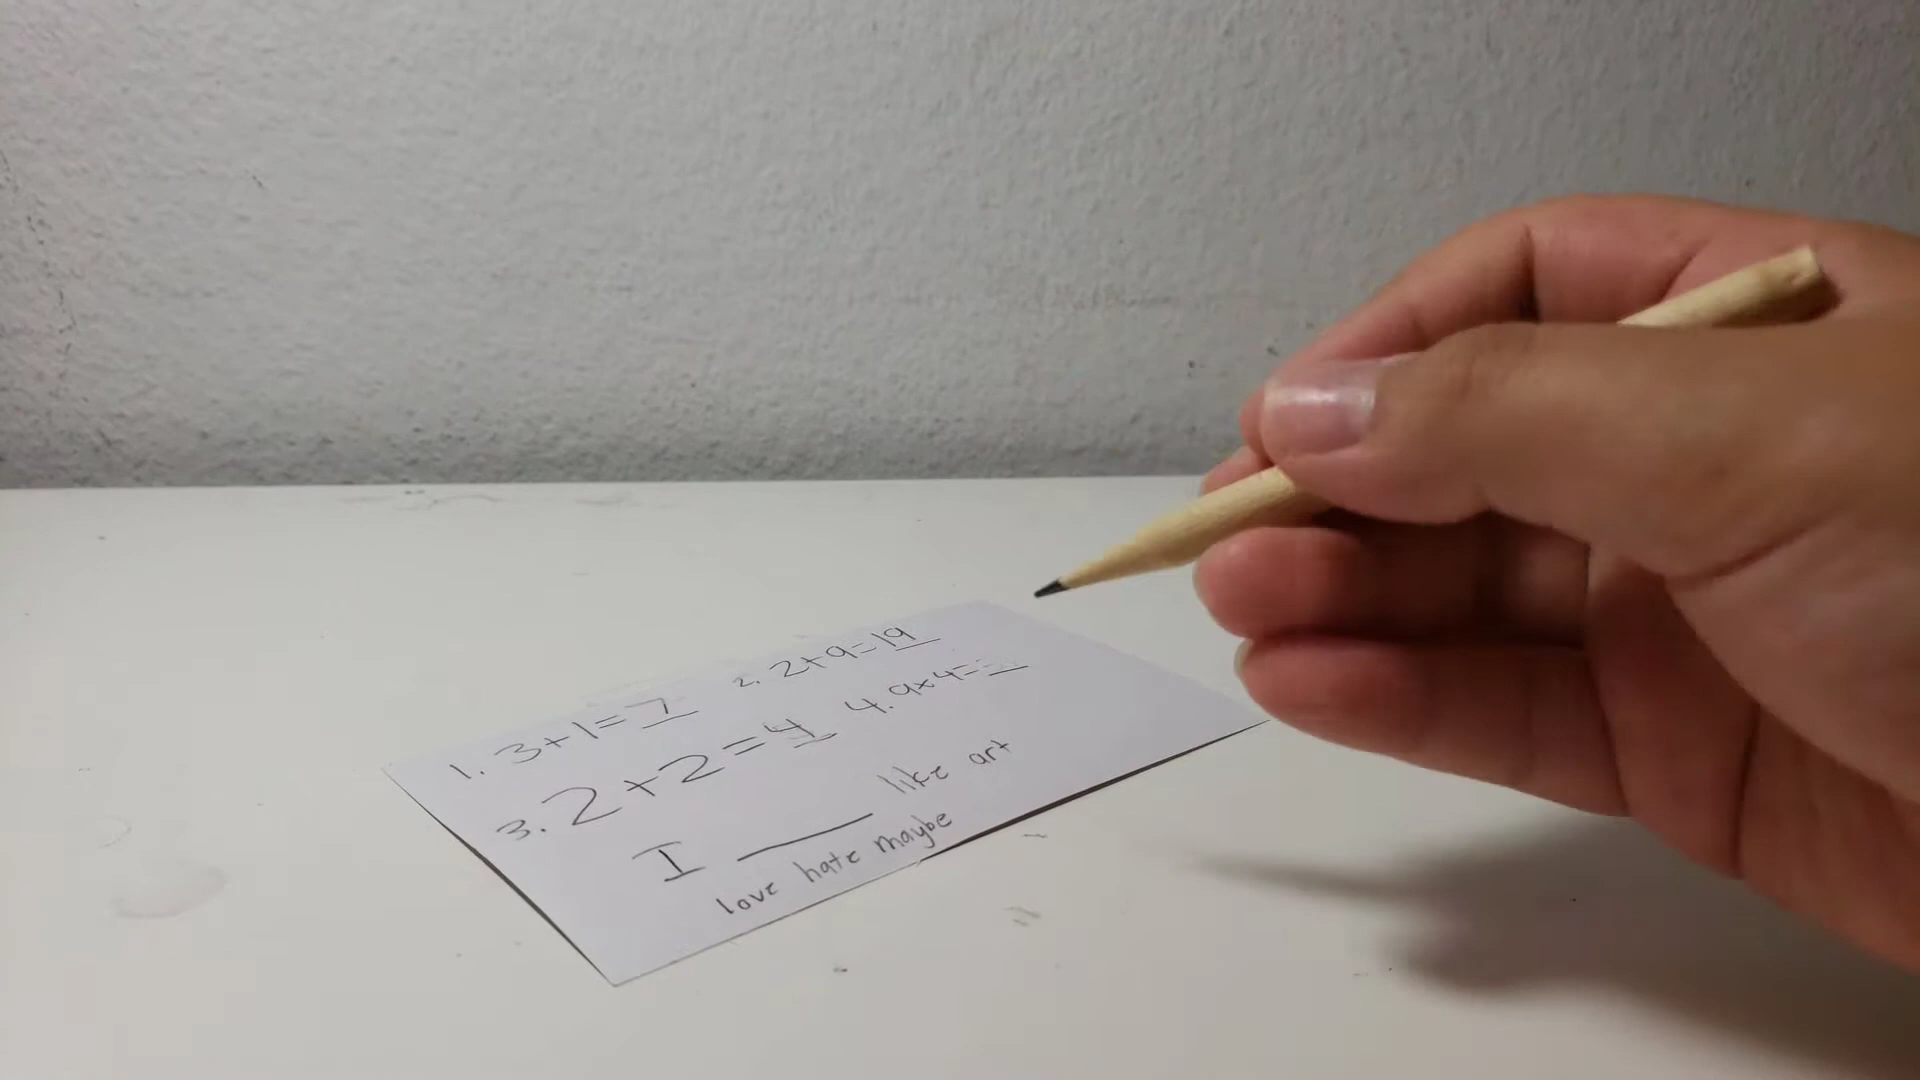 1. 3+1=7 2. 2+9=19
3. 2+2=4 4. 9x4=
I ______ like art
love hate maybe